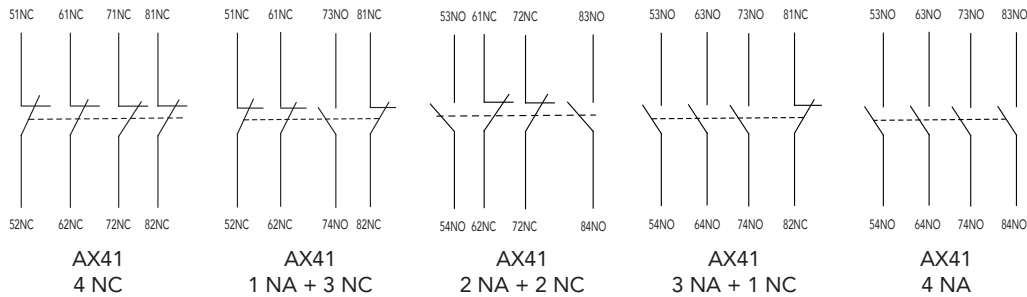 51NC 61NC 71NC 81NC 51NC 61NC 73NO 81NC 53NO 61NC 72NC 83NO 53NO 63NO 73NO 81NC 53NO 63NO 73NO 83NO
52NC 62NC 72NC 82NC 52NC 62NC 74NO 82NC 54NO 62NC 72NC 84NO 54NO 64NO 74NO 82NC 54NO 64NO 74NO 84NO
AX41 AX41 AX41 AX41 AX41
4 NC 1 NA + 3 NC 2 NA + 2 NC 3 NA + 1 NC 4 NA